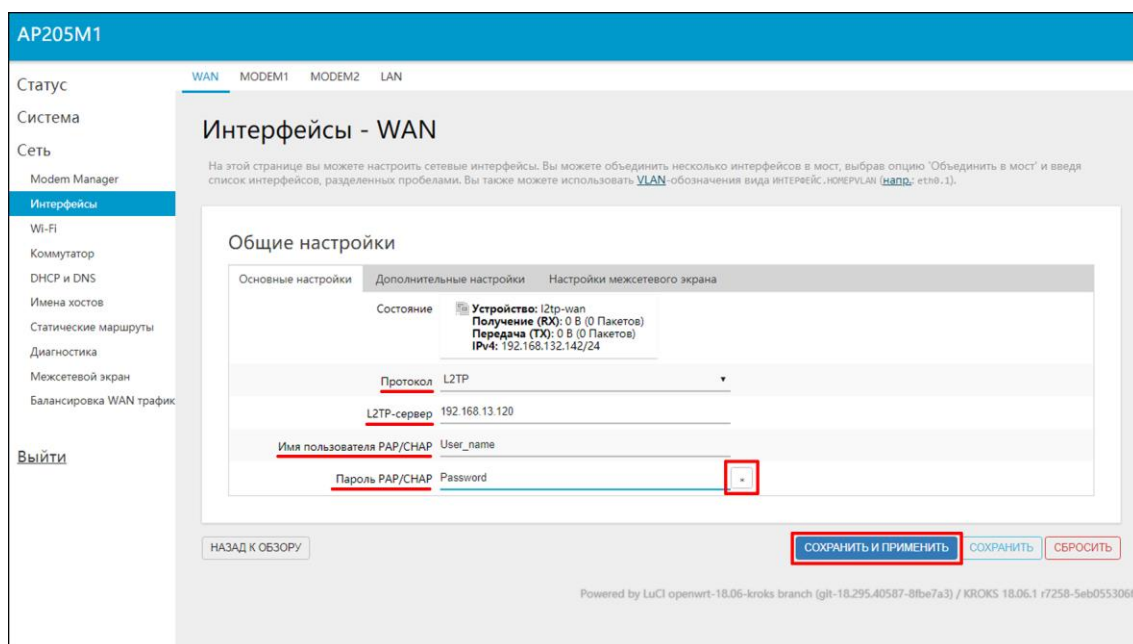 AP205M1
Статус
Система
Сеть
Modem Manager
Интерфейсы
Wi-Fi
Коммутатор
DHCP и DNS
Имена хостов
Статические маршруты
Диагностика
Межсетевой экран
Балансировка WAN трафик
Выйти
WAN MODEM1 MODEM2 LAN
Интерфейсы - WAN
На этой странице вы можете настроить сетевые интерфейсы. Вы можете объединить несколько интерфейсов в мост, выбрав опцию 'Объединить в мост' и введя
список интерфейсов, разделенных пробелами. Вы также можете использовать VLAN-обозначения вида ИНТЕРФЕЙС.НОМЕРVLAN (напр.: eth0.1).
Общие настройки
Основные настройки Дополнительные настройки Настройки межсетевого экрана
Состояние
Устройство: l2tp-wan
Получение (RX): 0 B (0 Пакетов)
Передача (TX): 0 B (0 Пакетов)
IPv4: 192.168.132.142/24
Протокол L2TP
L2TP-сервер 192.168.13.120
Имя пользователя PAP/CHAP User_name
Пароль PAP/CHAP Password *
НАЗАД К ОБЗОРУ СОХРАНИТЬ И ПРИМЕНИТЬ СОХРАНИТЬ СБРОСИТЬ
Powered by LuCI openwrt-18.06-kroks branch (git-18.295.40587-8fbe7a3) / KROKS 18.06.1 r7258-5eb055306